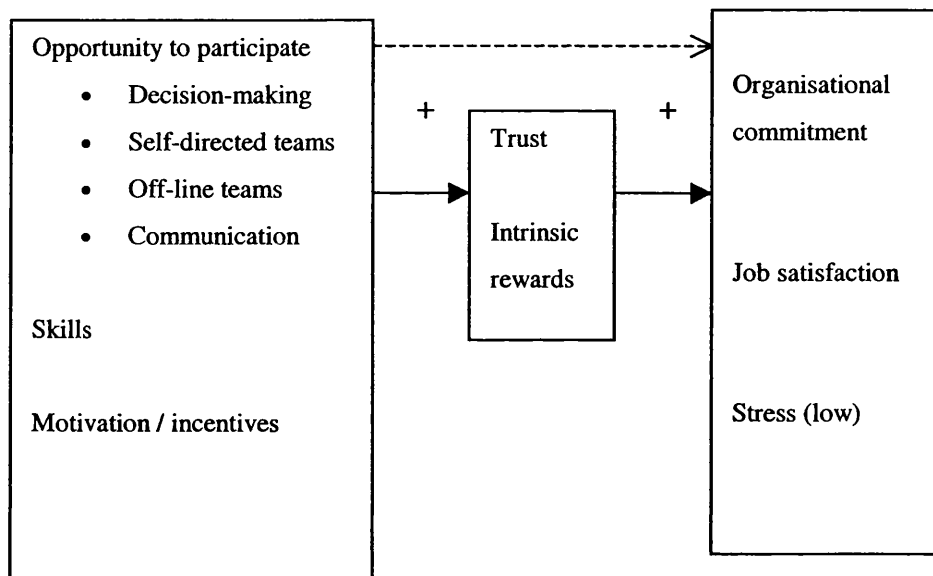 Opportunity to participate
• Decision-making
• Self-directed teams
• Off-line teams
• Communication
Skills
Motivation / incentives
+
Trust
Intrinsic
rewards
+
Organisational
commitment
Job satisfaction
Stress (low)